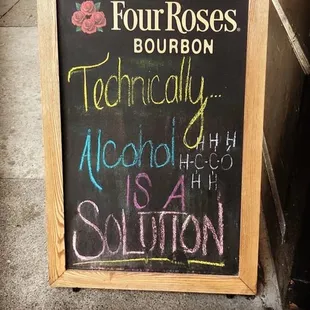 Four Roses®
BOURBON
Technically...
Alcohol
H H H
H-C-C-O
H H
IS A
SOLUTION